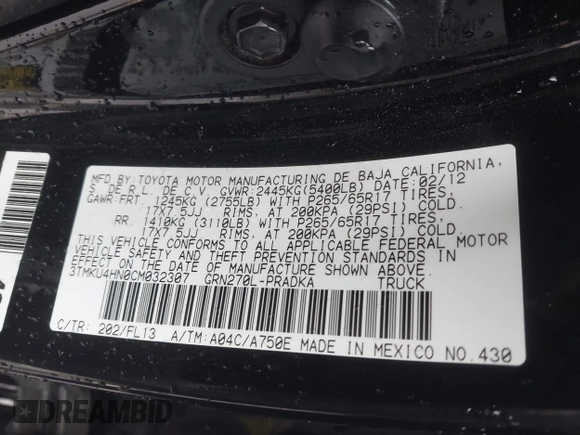 MFD.BY:TOYOTA MOTOR MANUFACTURING DE BAJA CALIFORNIA,
S. DE R.L. DE C.V. GVWR:2445KG(5400LB) DATE:02/12
GAWR:FRT. 1245KG (2755LB) WITH P265/65R17 TIRES,
17X7.5JJ RIMS, AT 200KPA (29PSI) COLD.
RR. 1410KG (3110LB) WITH P265/65R17 TIRES,
17X7.5JJ RIMS, AT 200KPA (29PSI) COLD.
THIS VEHICLE CONFORMS TO ALL APPLICABLE FEDERAL MOTOR
VEHICLE SAFETY AND THEFT PREVENTION STANDARDS IN
EFFECT ON THE DATE OF MANUFACTURE SHOWN ABOVE.
3TMKU4HN0CM032307 GRN270L-PRADKA TRUCK
C/TR: 202/FL13 A/TM:A04C/A750E MADE IN MEXICO NO.430
DREAMBID